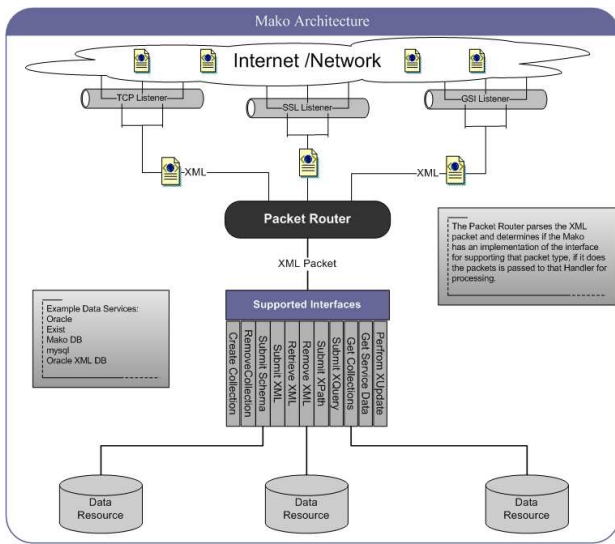 Mako Architecture
Internet /Network
TCP Listener
SSL Listener
GSI Listener
XML
XML
Packet Router
The Packet Router parses the XML
packet and determines if the Mako
has an implementation of the interface
for supporting that packet type, if it does
the packets is passed to that Handler for
processing.
XML Packet
Example Data Services:
Oracle
Exist
Mako DB
mysql
Oracle XML DB
Supported Interfaces
Create Collection
RemoveCollection
Submit Schema
Submit XML
Retrieve XML
Remove XML
Submit XPath
Submit XQuery
Get Collections
Get Service Data
Perfrom XUpdate
Data
Resource
Data
Resource
Data
Resource